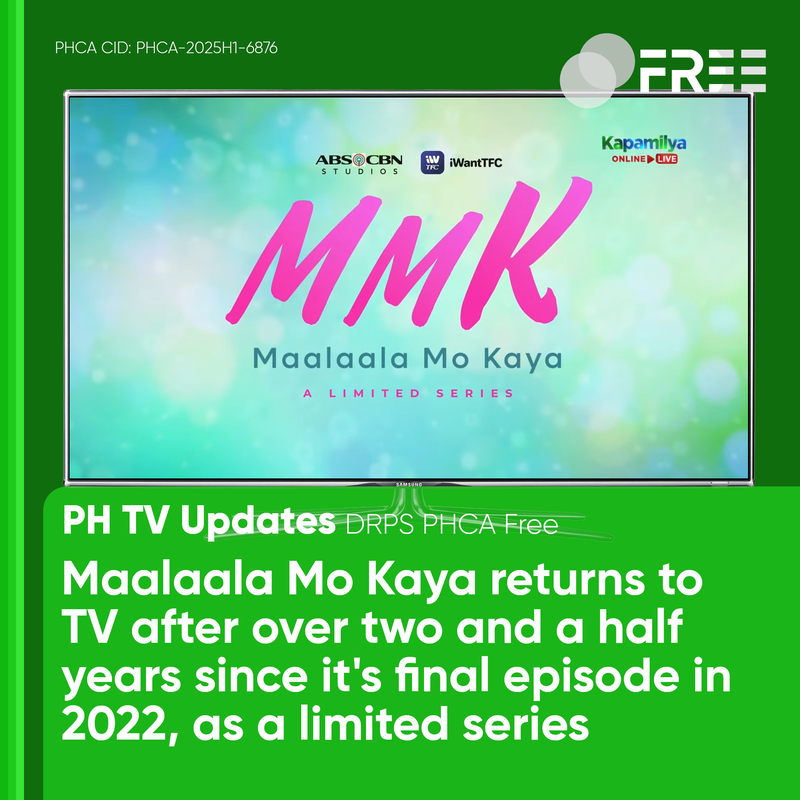 PHCA CID: PHCA-2025H1-6876
FREE
ABS CBN
STUDIOS
iW TFC iWantTFC
Kapamilya
ONLINE LIVE
MMK
Maalaala Mo Kaya
A LIMITED SERIES
SAMSUNG
PH TV Updates DRPS PHCA Free
Maalaala Mo Kaya returns to
TV after over two and a half
years since it's final episode in
2022, as a limited series